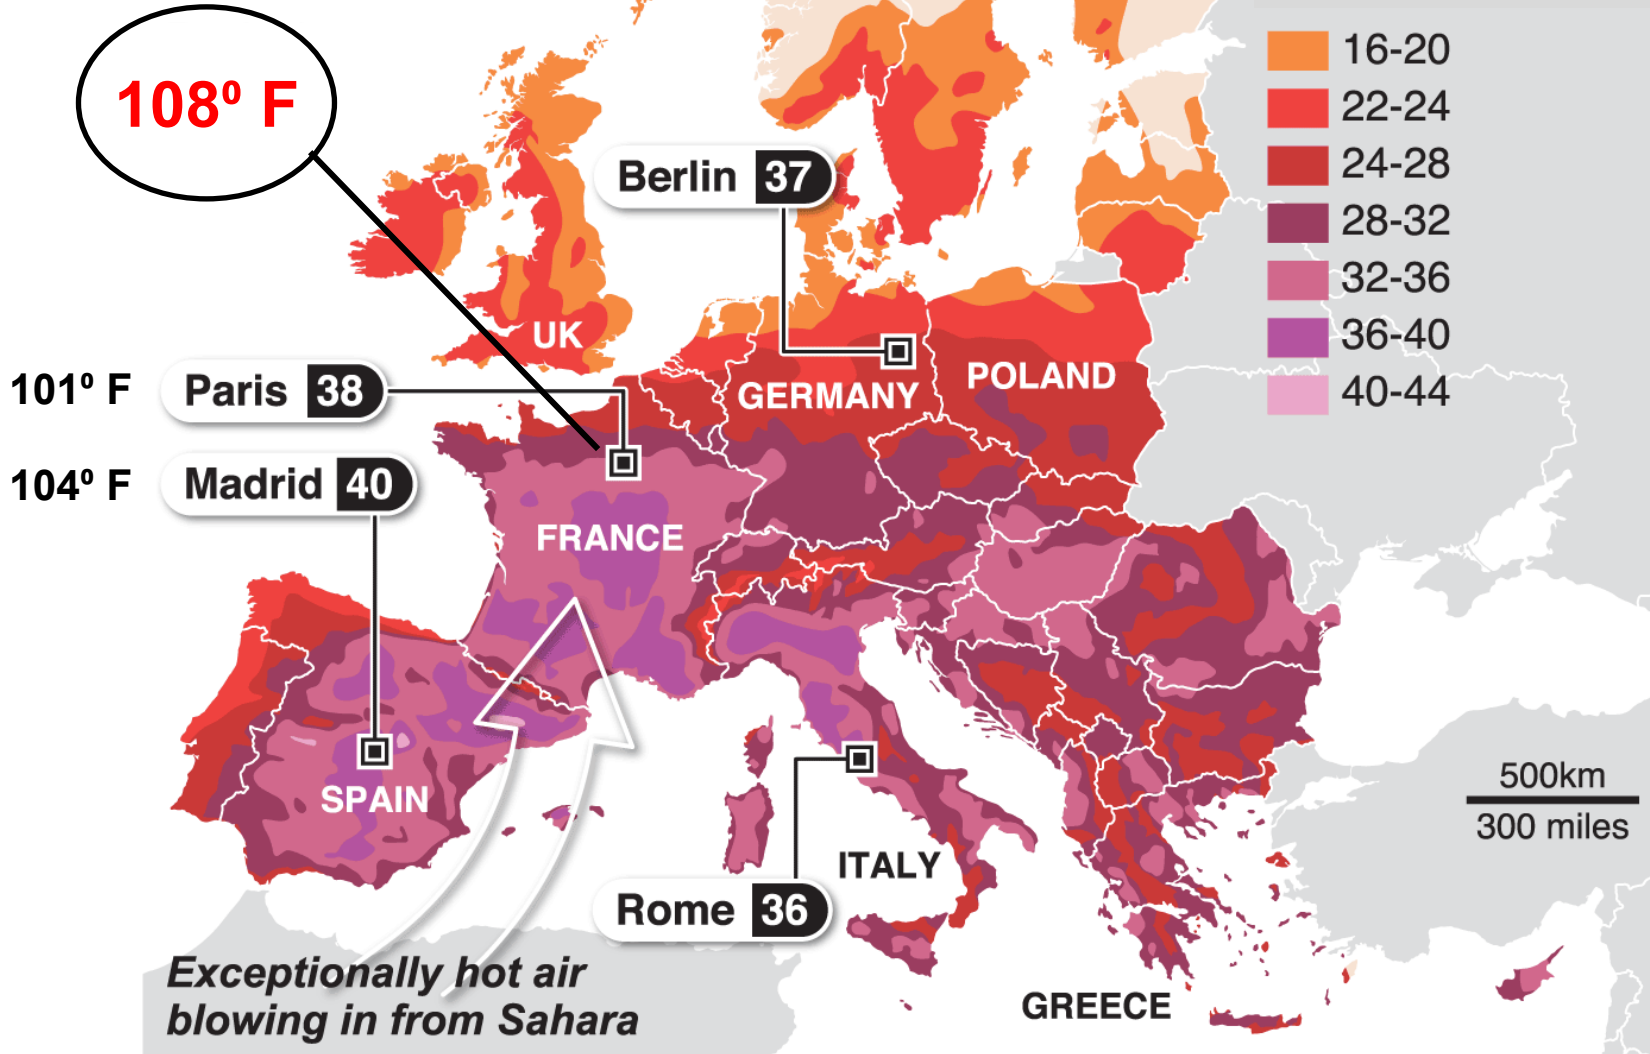 108º F
16-20
22-24
24-28
28-32
32-36
36-40
40-44
Berlin 37
UK
101º F Paris 38
GERMANY
POLAND
104º F Madrid 40
FRANCE
SPAIN
500km
300 miles
ITALY
Rome 36
Exceptionally hot air
blowing in from Sahara
GREECE